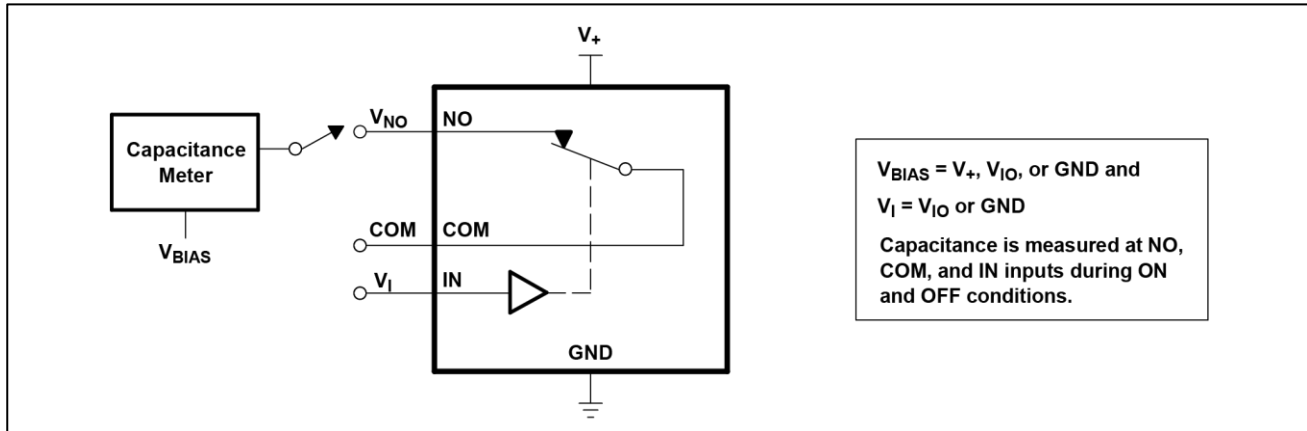 V+
VNO
NO
Capacitance
Meter
VBIAS
COM
COM
VI
IN
GND
VBIAS = V+, VIO, or GND and
VI = VIO or GND
Capacitance is measured at NO,
COM, and IN inputs during ON
and OFF conditions.